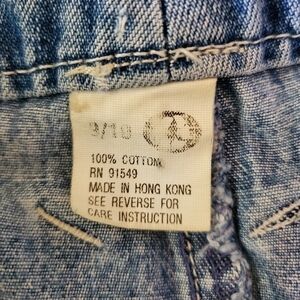 9/10
100% COTTON
RN 91549
MADE IN HONG KONG
SEE REVERSE FOR
CARE INSTRUCTION